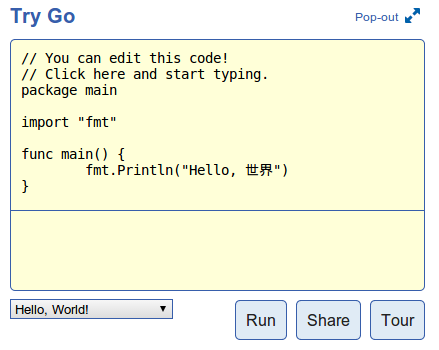 Try Go
Pop-out
// You can edit this code!
// Click here and start typing.
package main
import "fmt"
func main() {
        fmt.Println("Hello, 世界")
}
Hello, World!
Run
Share
Tour